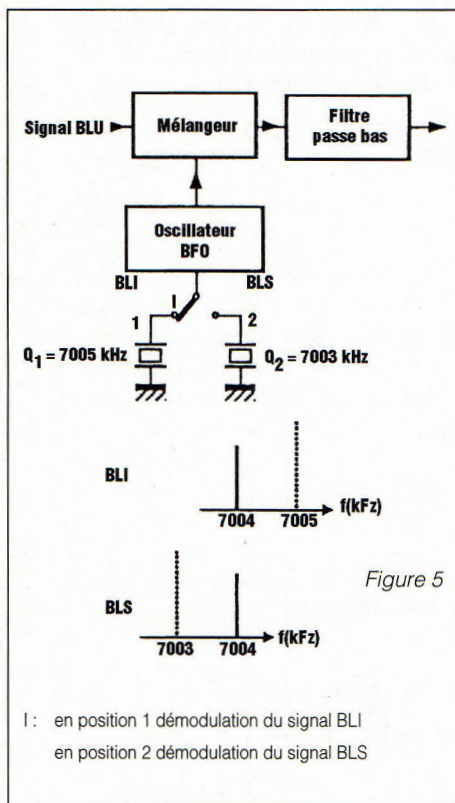 Signal BLU
Mélangeur
Filtre
passe bas
Oscillateur
BFO
BLI
BLS
I
1
2
Q1 = 7005 kHz
Q2 = 7003 kHz
BLI
7004
7005
f(kFz)
Figure 5
BLS
7003
7004
f(kHz)
I : en position 1 démodulation du signal BLI
en position 2 démodulation du signal BLS